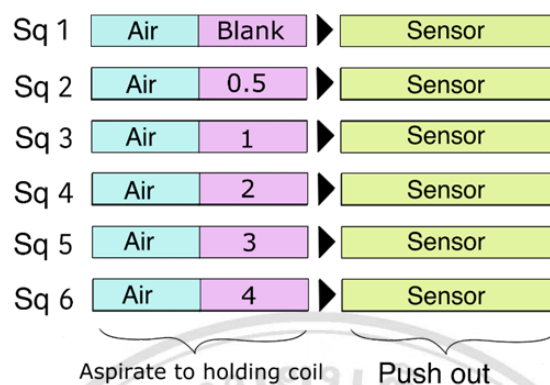 Sq 1 Air Blank Sensor
Sq 2 Air 0.5 Sensor
Sq 3 Air 1 Sensor
Sq 4 Air 2 Sensor
Sq 5 Air 3 Sensor
Sq 6 Air 4 Sensor
Aspirate to holding coil Push out